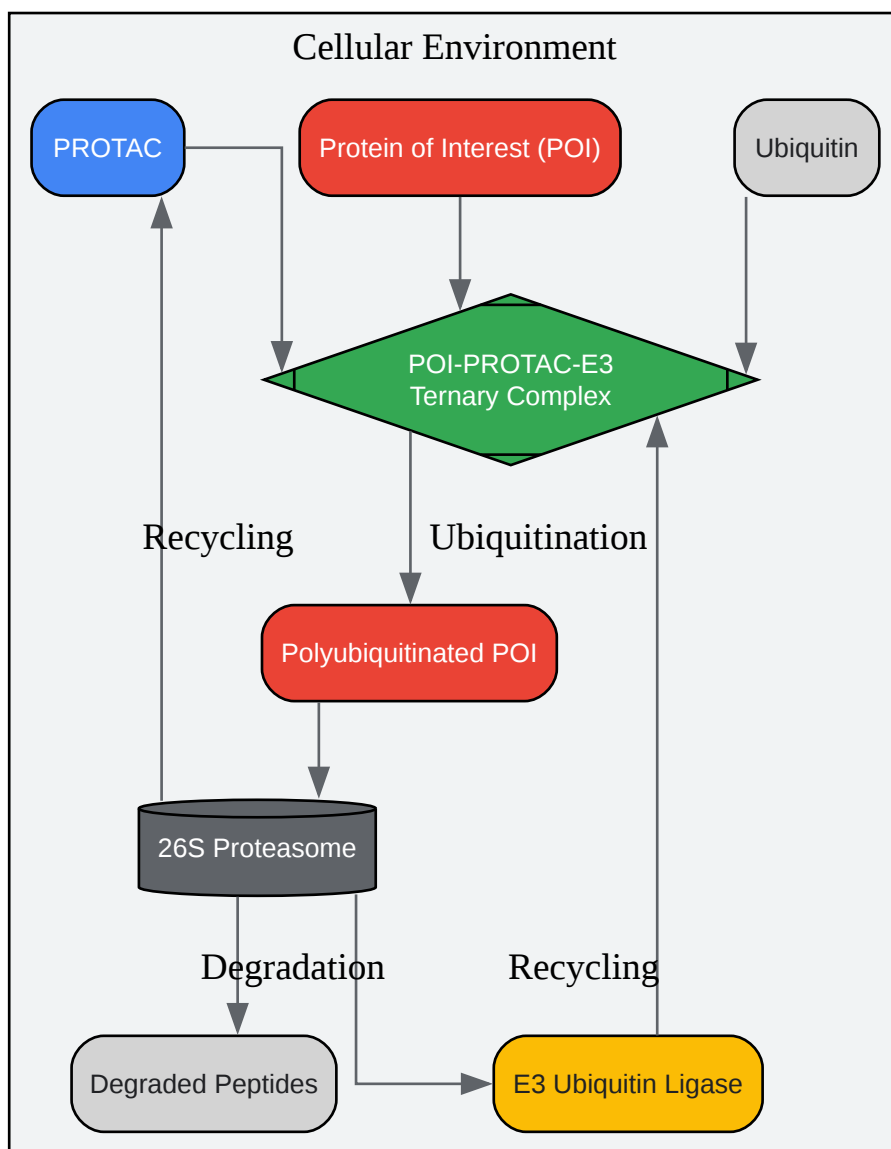 Cellular Environment
PROTAC
Protein of Interest (POI)
Ubiquitin
POI-PROTAC-E3
Ternary Complex
Recycling
Ubiquitination
Polyubiquitinated POI
26S Proteasome
Degradation
Recycling
Degraded Peptides
E3 Ubiquitin Ligase